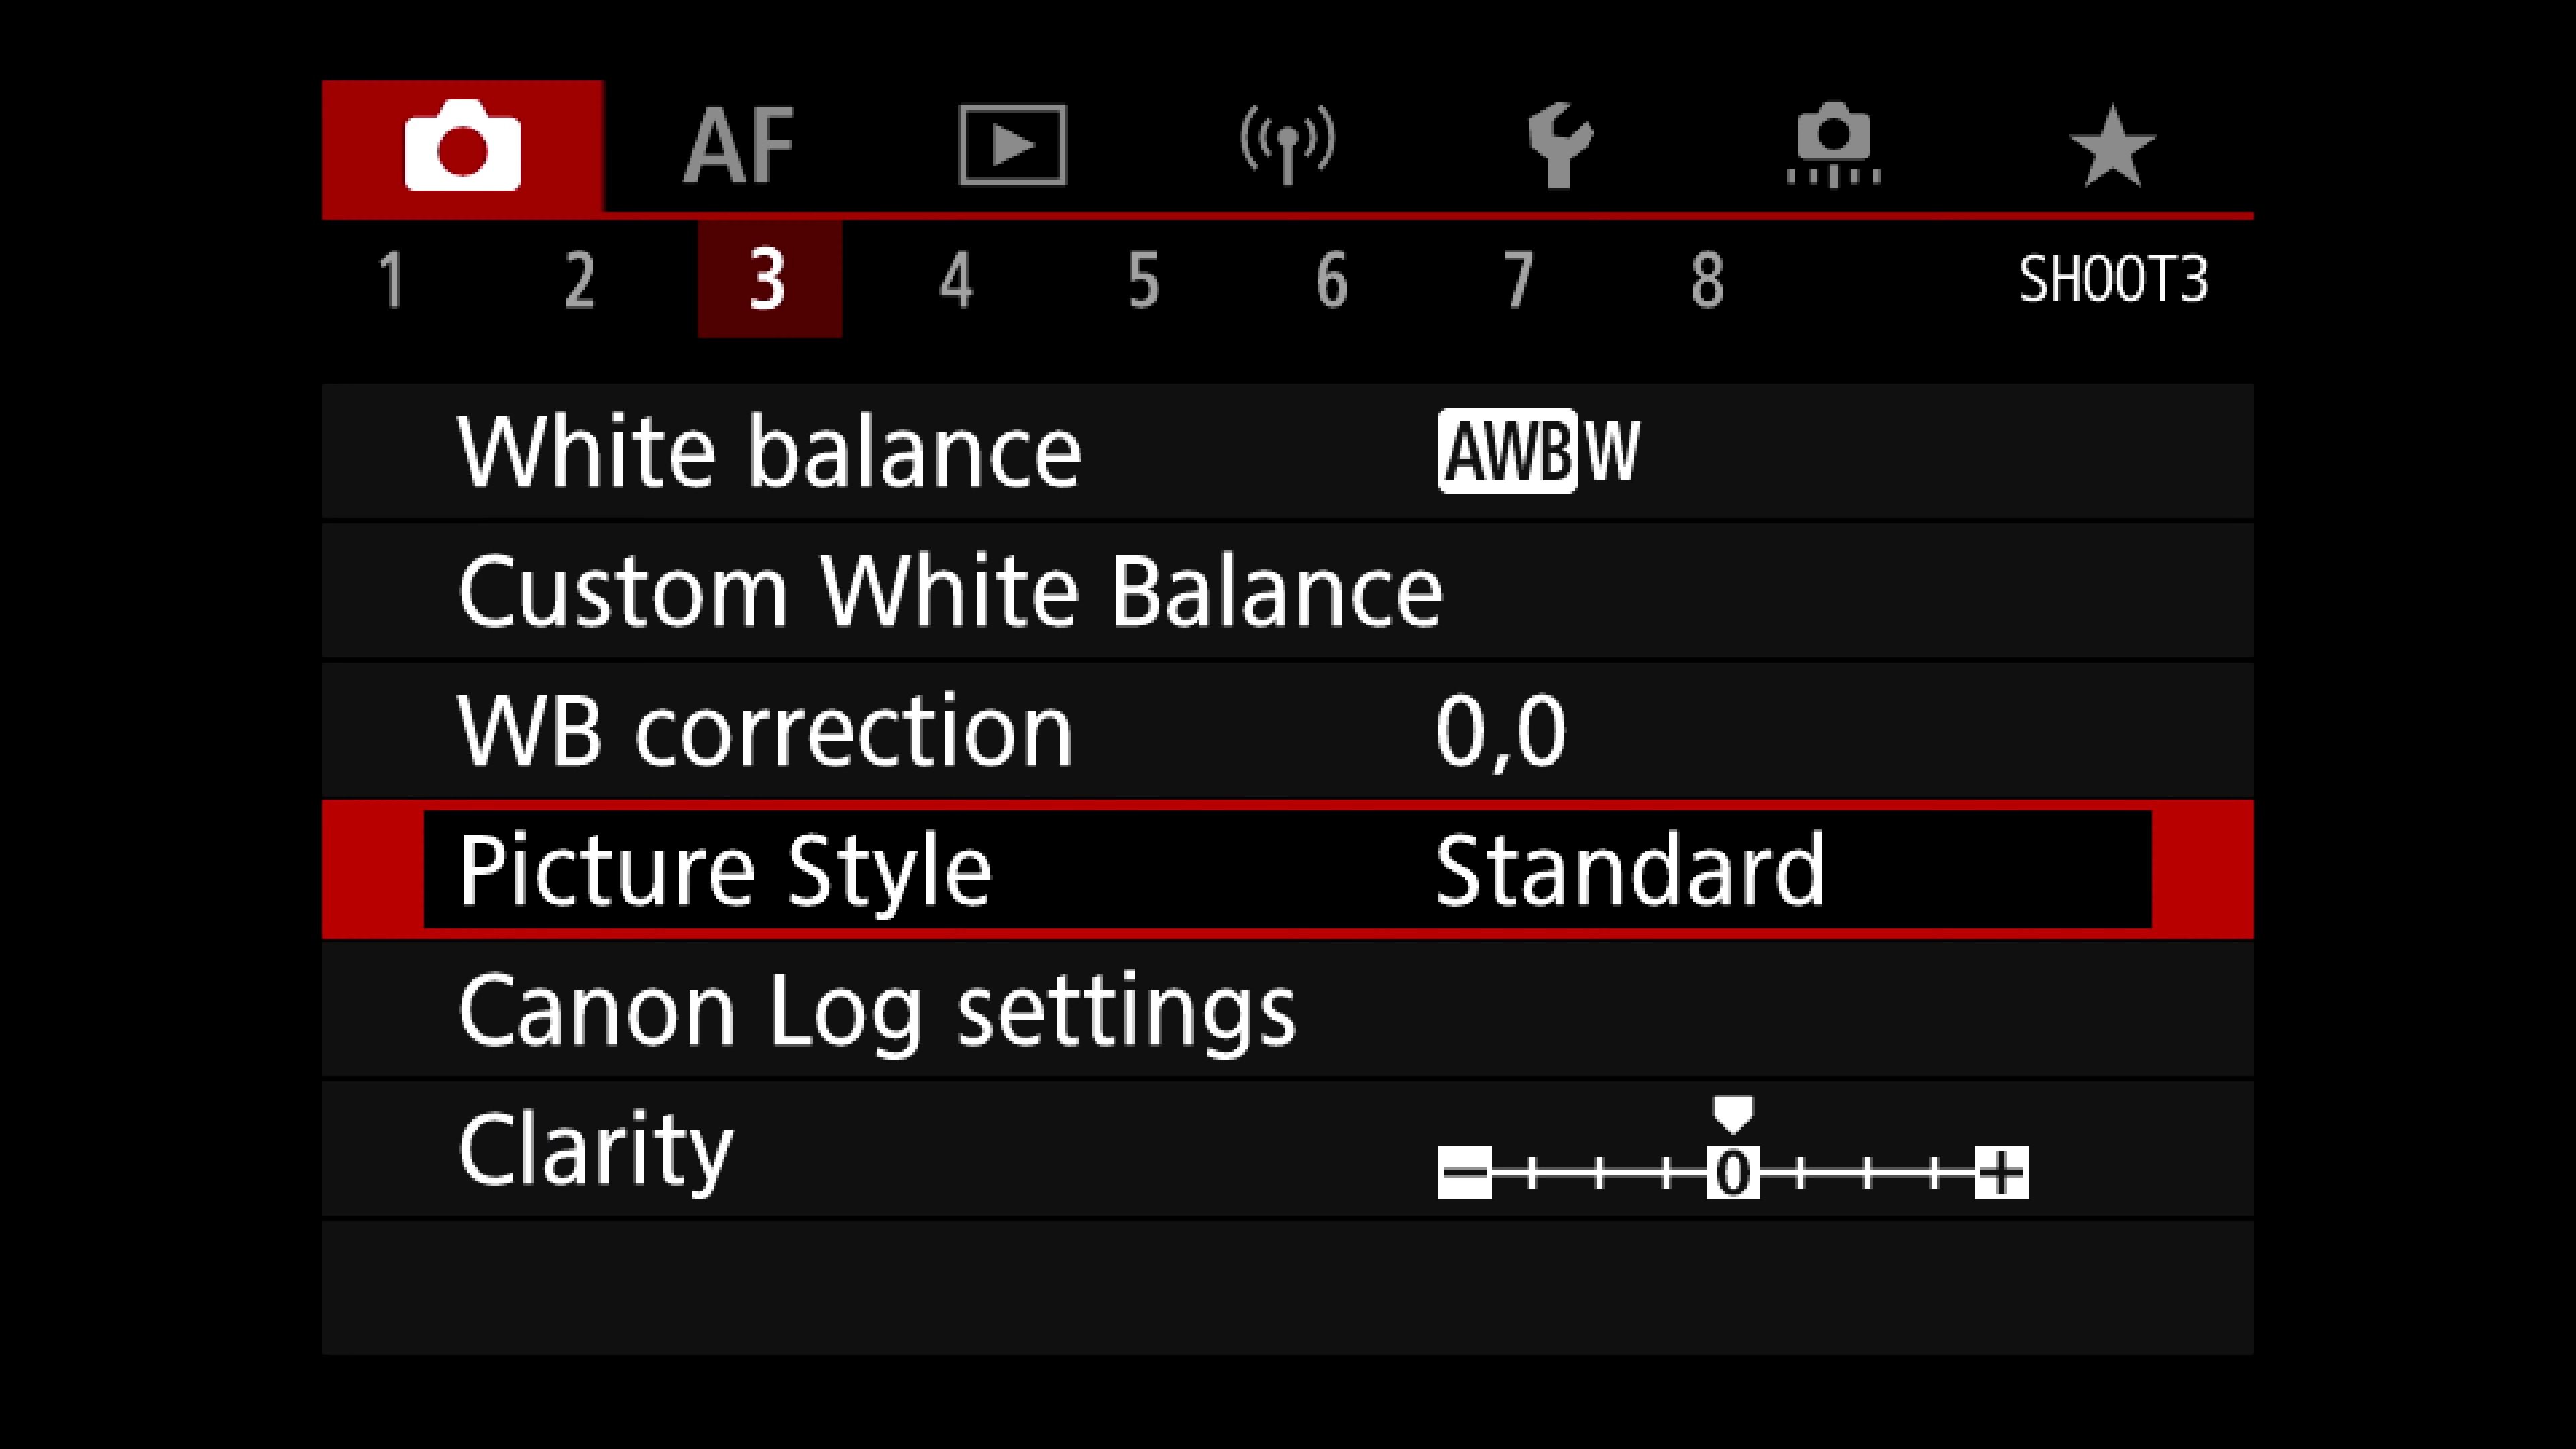 AF
1 2 3 4 5 6 7 8 SHOOT3
White balance AWB W
Custom White Balance
WB correction 0,0
Picture Style Standard
Canon Log settings
Clarity − 0 +